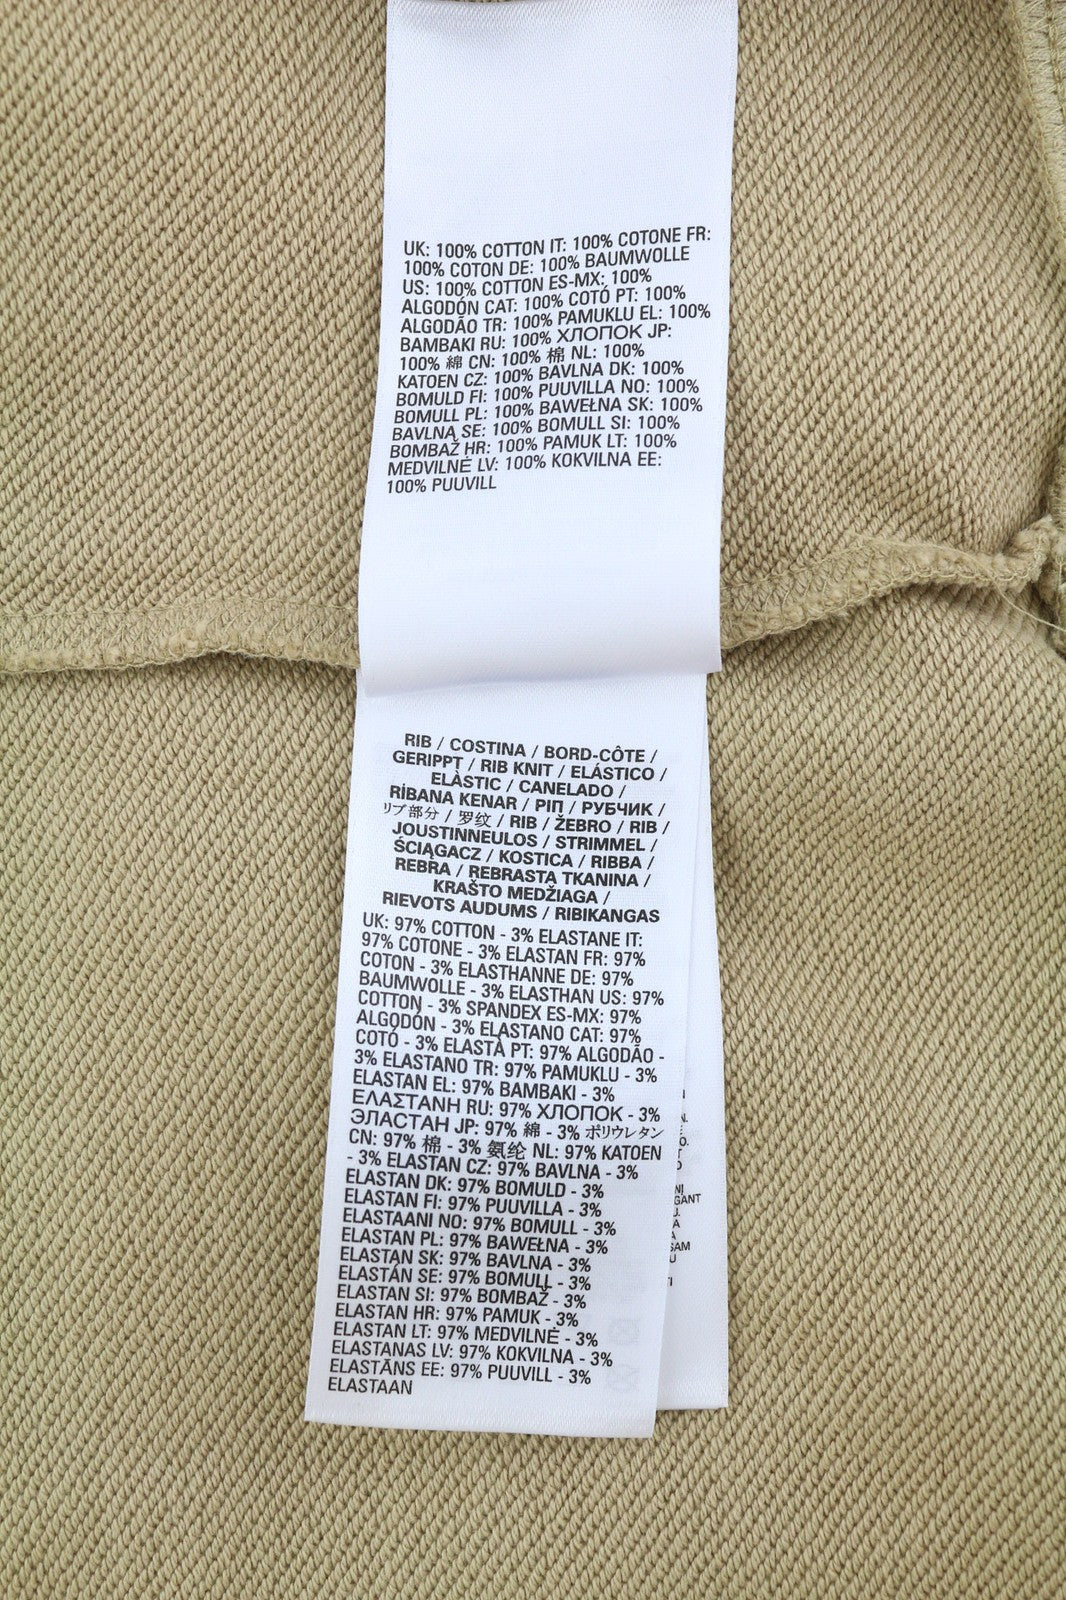 UK: 100% COTTON IT: 100% COTONE FR:
100% COTON DE: 100% BAUMWOLLE
US: 100% COTTON ES-MX: 100%
ALGODÓN CAT: 100% COTÓ PT: 100%
ALGODÃO TR: 100% PAMUKLU EL: 100%
BAMBAKI RU: 100% ХЛОПОК JP:
100% 綿 CN: 100% 棉 NL: 100%
KATOEN CZ: 100% BAVLNA DK: 100%
BOMULD FI: 100% PUUVILLA NO: 100%
BOMULL PL: 100% BAWEŁNA SK: 100%
BAVLNA SE: 100% BOMULL SI: 100%
BOMBAŽ HR: 100% PAMUK LT: 100%
MEDVILNĖ LV: 100% KOKVILNA EE:
100% PUUVILL
RIB / COSTINA / BORD-CÔTE /
GERIPPT / RIB KNIT / ELÁSTICO /
ELÀSTIC / CANELADO /
RİBANA KENAR / ΡΙΠ / РУБЧИК /
リブ部分 / 罗纹 / RIB / ŽEBRO / RIB /
JOUSTINNEULOS / STRIMMEL /
ŚCIĄGACZ / KOSTICA / RIBBA /
REBRA / REBRASTA TKANINA /
KRAŠTO MEDŽIAGA /
RIEVOTS AUDUMS / RIBIKANGAS
UK: 97% COTTON - 3% ELASTANE IT:
97% COTONE - 3% ELASTAN FR: 97%
COTON - 3% ELASTHANNE DE: 97%
BAUMWOLLE - 3% ELASTHAN US: 97%
COTTON - 3% SPANDEX ES-MX: 97%
ALGODÓN - 3% ELASTANO CAT: 97%
COTÓ - 3% ELASTÀ PT: 97% ALGODÃO -
3% ELASTANO TR: 97% PAMUKLU - 3%
ELASTAN EL: 97% BAMBAKI - 3%
ΕΛΑΣΤΑΝΗ RU: 97% ХЛОПОК - 3%
ЭЛАСТАН JP: 97% 綿 - 3% ポリウレタン
CN: 97% 棉 - 3% 氨纶 NL: 97% KATOEN
- 3% ELASTAN CZ: 97% BAVLNA - 3%
ELASTAN DK: 97% BOMULD - 3%
ELASTAN FI: 97% PUUVILLA - 3%
ELASTAANI NO: 97% BOMULL - 3%
ELASTAN PL: 97% BAWEŁNA - 3%
ELASTAN SK: 97% BAVLNA - 3%
ELASTÁN SE: 97% BOMULL - 3%
ELASTAN SI: 97% BOMBAŽ - 3%
ELASTAN HR: 97% PAMUK - 3%
ELASTAN LT: 97% MEDVILNĖ - 3%
ELASTANAS LV: 97% KOKVILNA - 3%
ELASTĀNS EE: 97% PUUVILL - 3%
ELASTAAN